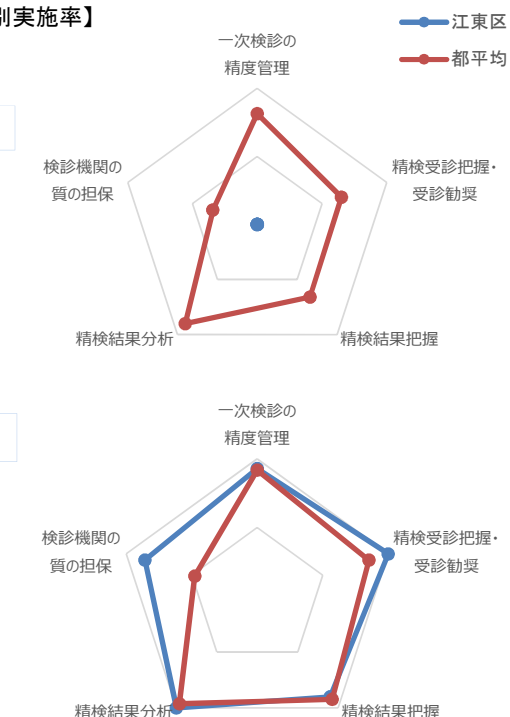 別実施率】
江東区
都平均
一次検診の
精度管理
精検受診把握・
受診勧奨
精検結果把握
精検結果分析
検診機関の
質の担保
一次検診の
精度管理
精検受診把握・
受診勧奨
精検結果把握
精検結果分析
検診機関の
質の担保